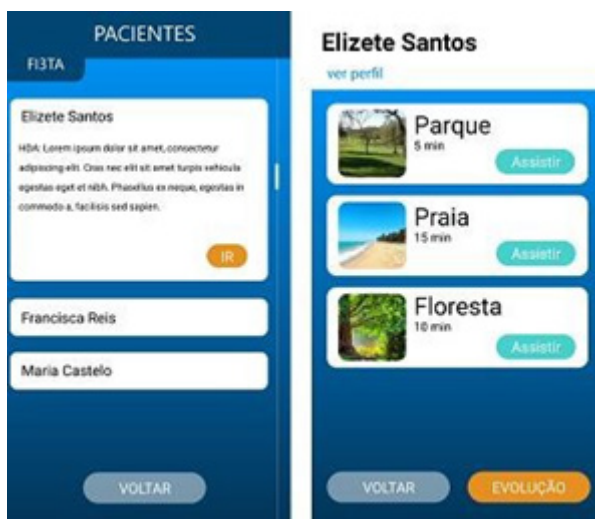 PACIENTES
FI3TA
Elizete Santos
HDA: Lorem ipsum dolor sit amet, consectetur
adipiscing elit. Cras nec elit sit amet turpis vehicula
egestas eget et nibh. Phasellus ex neque, egestas in
commodo a, facilisis sed sapien.
IR
Francisca Reis
Maria Castelo
VOLTAR
Elizete Santos
ver perfil
Parque
5 min
Assistir
Praia
15 min
Assistir
Floresta
10 min
Assistir
VOLTAR
EVOLUÇÃO